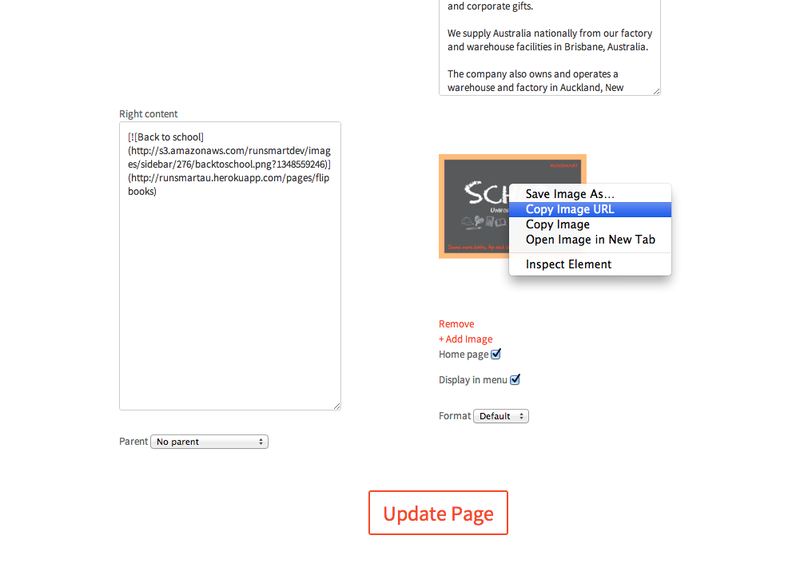 and corporate gifts.
We supply Australia nationally from our factory
and warehouse facilities in Brisbane, Australia.
The company also owns and operates a
warehouse and factory in Auckland, New
Right content
[![Back to school]
(http://s3.amazonaws.com/runsmartdev/imag
es/sidebar/276/backtoschool.png?1348559246)]
(http://runsmartau.herokuapp.com/pages/flip
books)
Save Image As...
Copy Image URL
Copy Image
Open Image in New Tab
Inspect Element
Remove
+ Add Image
Home page
Display in menu
Format Default
Parent No parent
Update Page